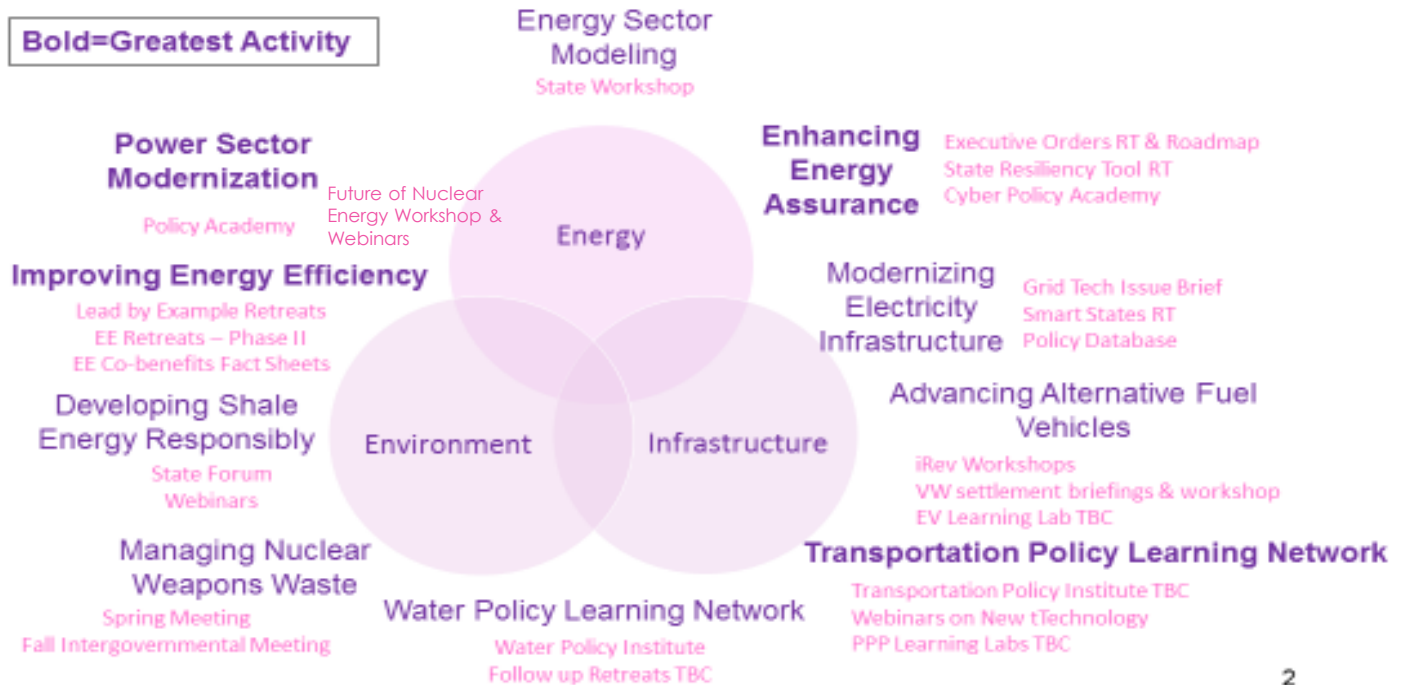 Bold=Greatest Activity
Energy Sector
Modeling
State Workshop
Power Sector
Modernization
Policy Academy
Future of Nuclear
Energy Workshop &
Webinars
Enhancing
Energy
Assurance
Executive Orders RT & Roadmap
State Resiliency Tool RT
Cyber Policy Academy
Energy
Improving Energy Efficiency
Lead by Example Retreats
EE Retreats – Phase II
EE Co-benefits Fact Sheets
Modernizing
Electricity
Infrastructure
Grid Tech Issue Brief
Smart States RT
Policy Database
Developing Shale
Energy Responsibly
State Forum
Webinars
Environment
Infrastructure
Advancing Alternative Fuel
Vehicles
iRev Workshops
VW settlement briefings & workshop
EV Learning Lab TBC
Managing Nuclear
Weapons Waste
Spring Meeting
Fall Intergovernmental Meeting
Water Policy Learning Network
Water Policy Institute
Follow up Retreats TBC
Transportation Policy Learning Network
Transportation Policy Institute TBC
Webinars on New tTechnology
PPP Learning Labs TBC
2